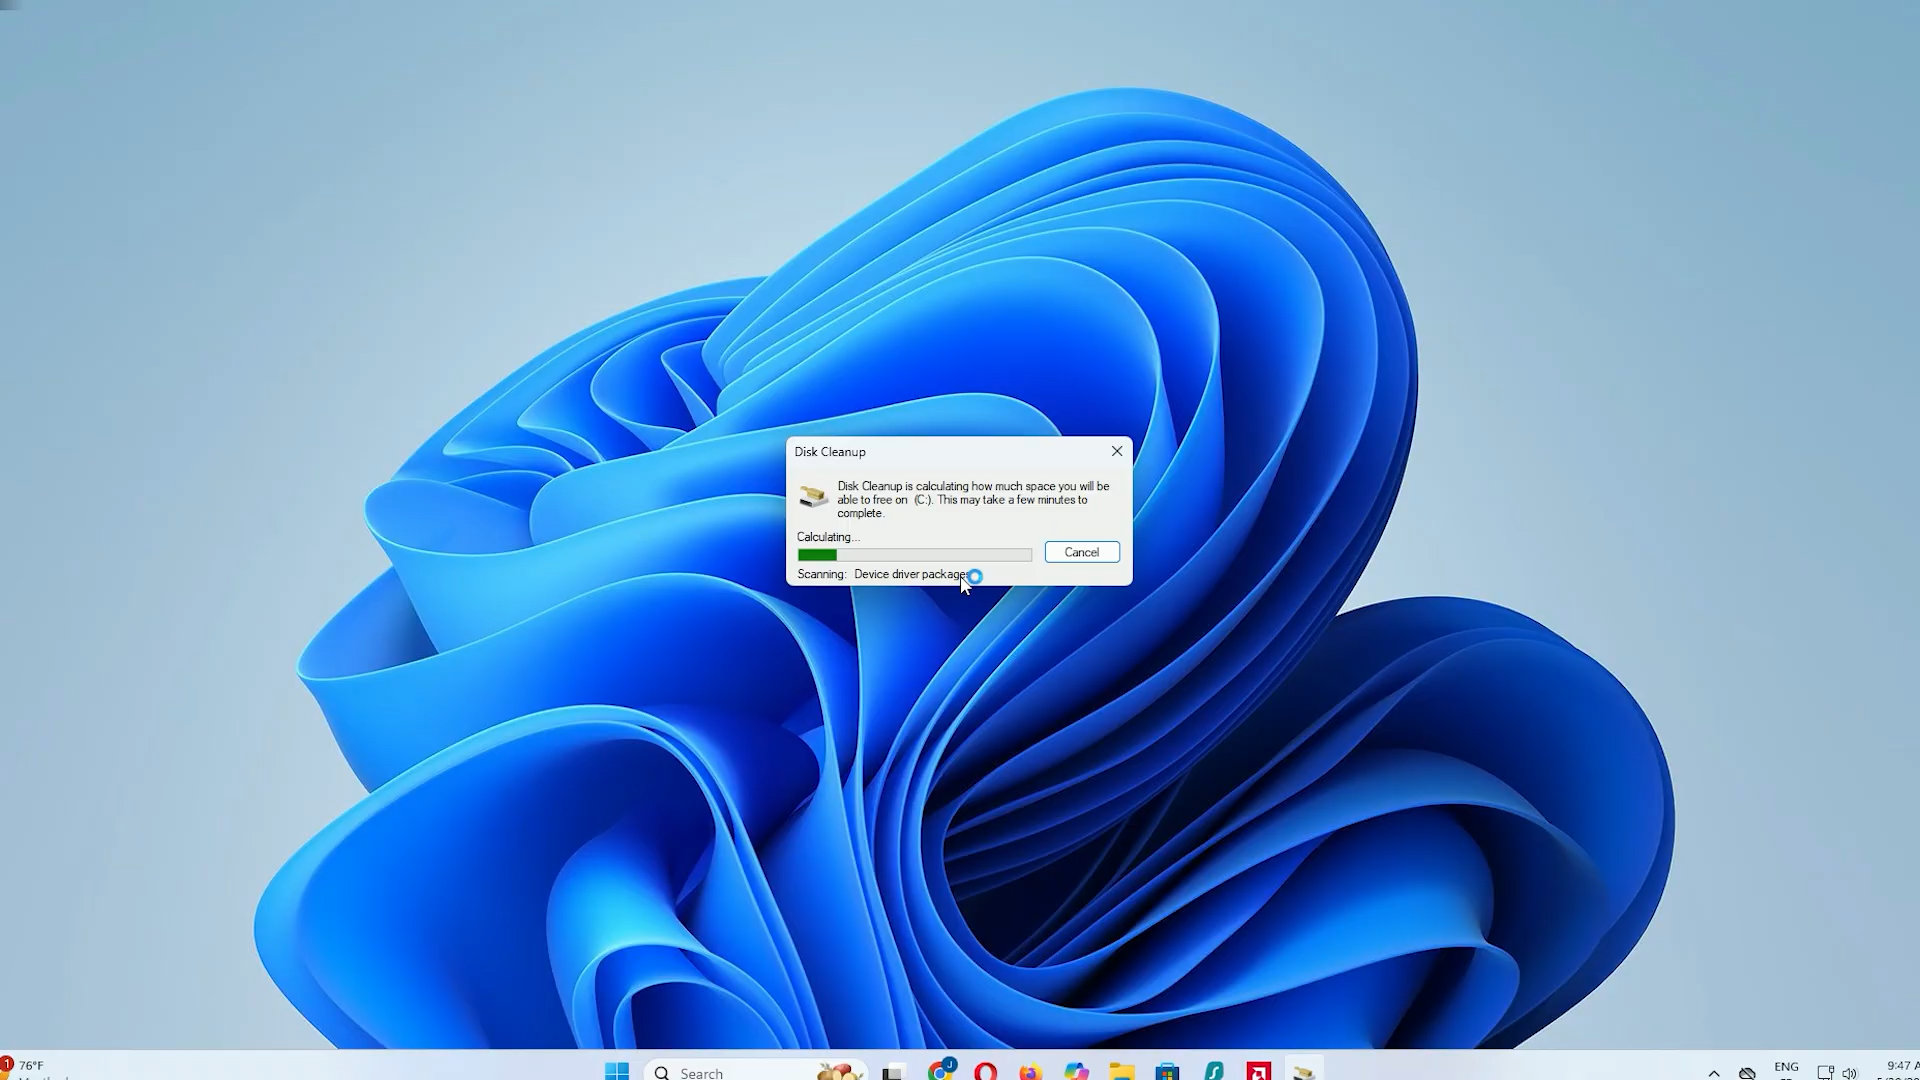 Disk Cleanup
Disk Cleanup is calculating how much space you will be
able to free on (C:). This may take a few minutes to
complete.
Calculating...
Cancel
Scanning: Device driver packages
1
76°F
Search
J
ENG
9:47 A